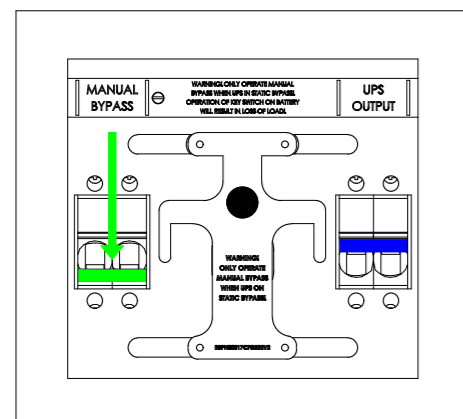 MANUAL
BYPASS
WARNING!. ONLY OPERATE MANUAL
BYPASS WHEN UPS IN STATIC BYPASS.
OPERATION OF KEY SWITCH ON BATTERY
WILL RESULT IN LOSS-OF LOAD!.
UPS
OUTPUT
WARNING!.
ONLY OPERATE
MANUAL BYPASS
WHEN UPS ON
STATIC BYPASS!.